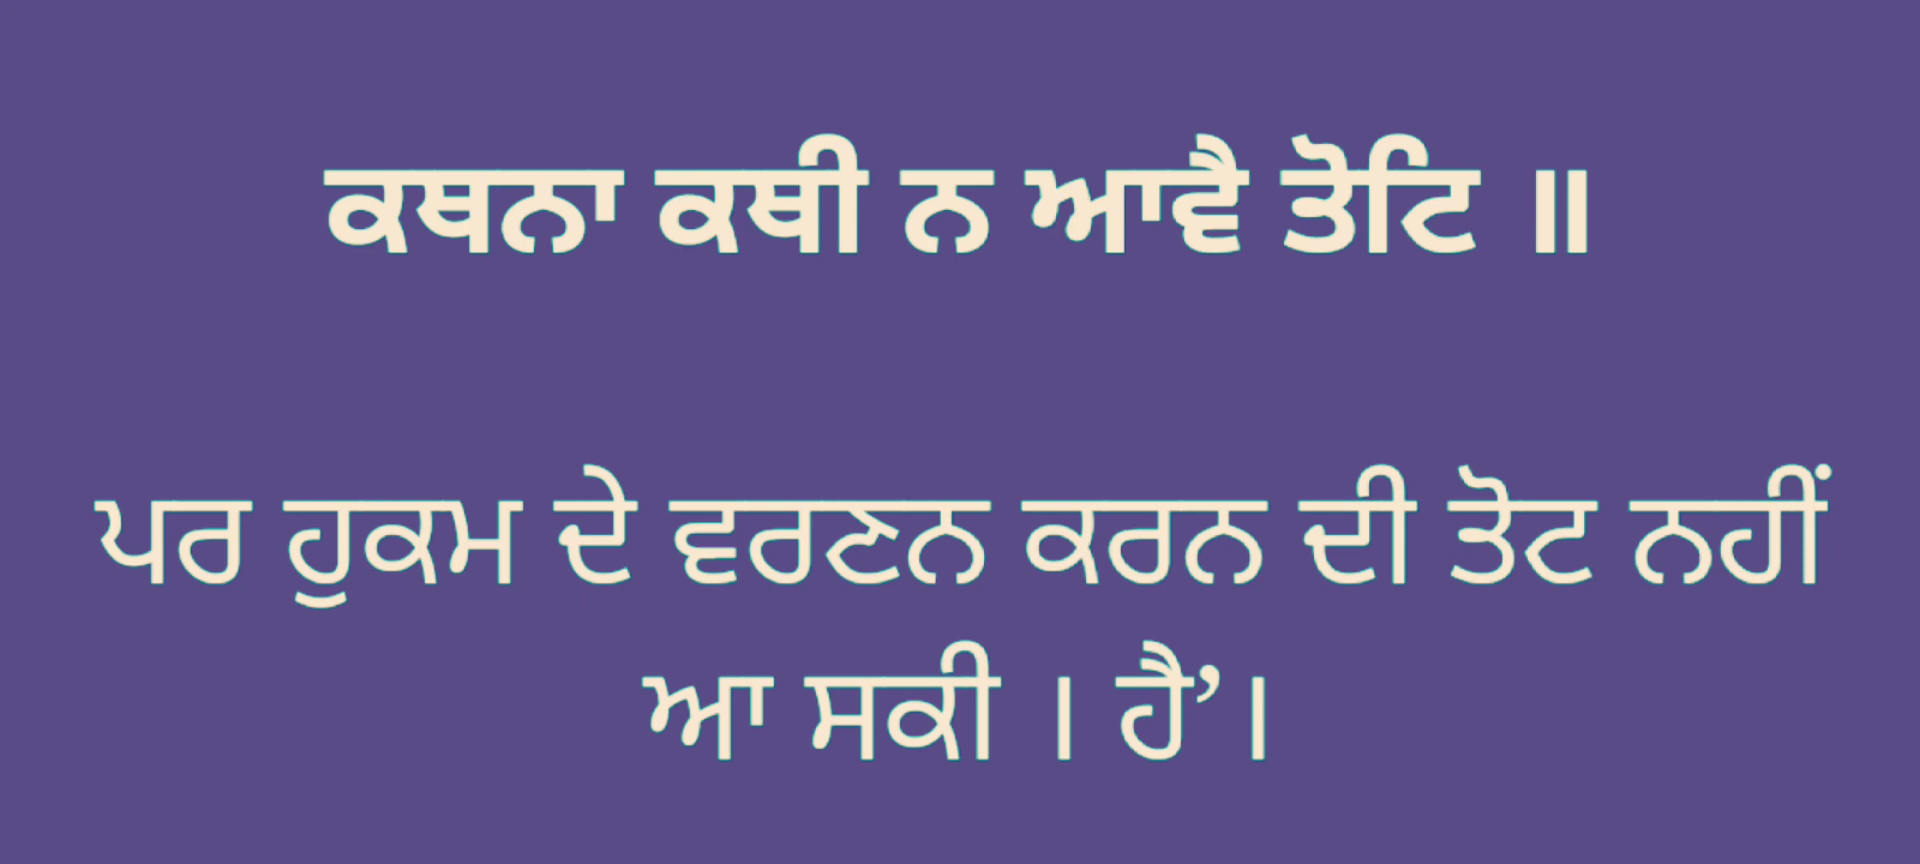 ਕਥਨਾ ਕਥੀ ਨ ਆਵੈ ਤੋਟਿ ॥
ਪਰ ਹੁਕਮ ਦੇ ਵਰਣਨ ਕਰਨ ਦੀ ਤੋਟ ਨਹੀਂ
ਆ ਸਕੀ । ਹੈ’।